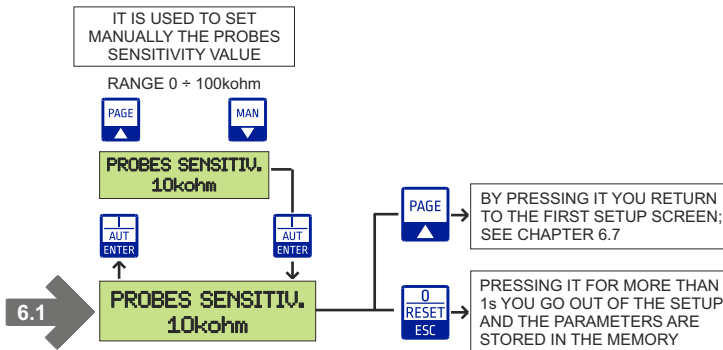 IT IS USED TO SET
MANUALLY THE PROBES
SENSITIVITY VALUE
RANGE 0 ÷ 100kohm
PAGE
MAN
PROBES SENSITIV.
10kohm
I
AUT
ENTER
I
AUT
ENTER
6.1
PROBES SENSITIV.
10kohm
PAGE
BY PRESSING IT YOU RETURN
TO THE FIRST SETUP SCREEN;
SEE CHAPTER 6.7
0
RESET
ESC
PRESSING IT FOR MORE THAN
1s YOU GO OUT OF THE SETUP
AND THE PARAMETERS ARE
STORED IN THE MEMORY